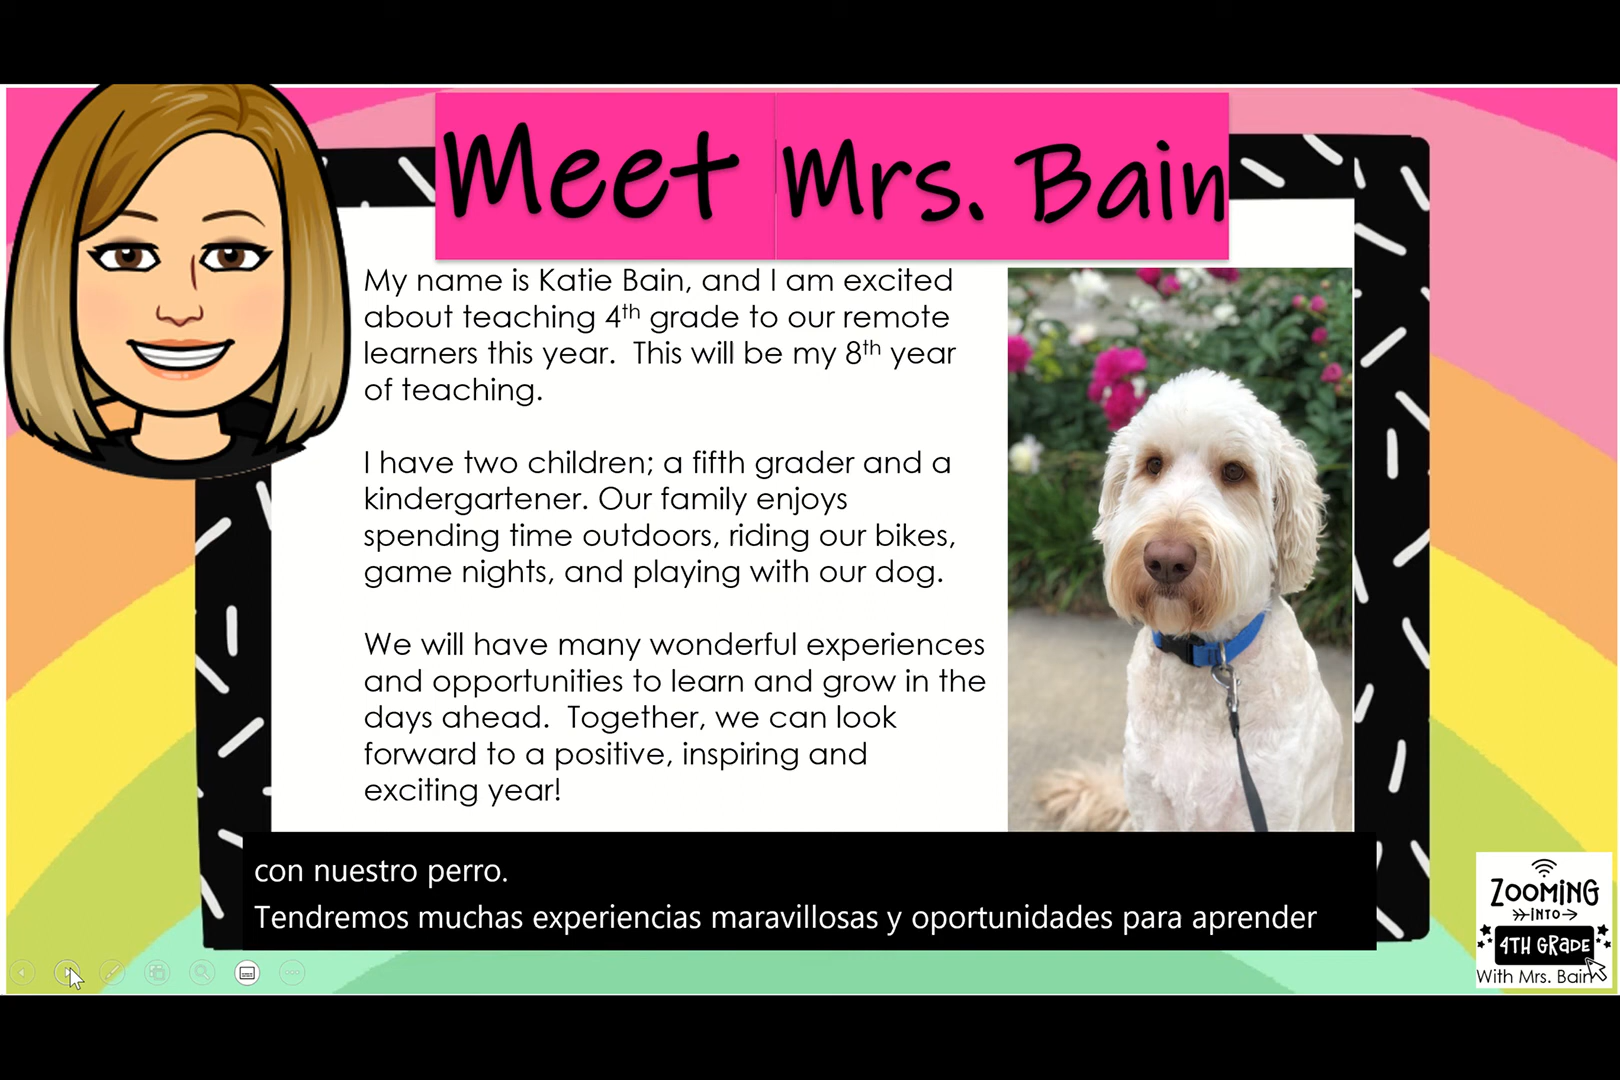 Meet Mrs. Bain
My name is Katie Bain, and I am excited
about teaching 4th grade to our remote
learners this year.  This will be my 8th year
of teaching.
I have two children; a fifth grader and a
kindergartener. Our family enjoys
spending time outdoors, riding our bikes,
game nights, and playing with our dog.
We will have many wonderful experiences
and opportunities to learn and grow in the
days ahead.  Together, we can look
forward to a positive, inspiring and
exciting year!
con nuestro perro.
Tendremos muchas experiencias maravillosas y oportunidades para aprender
ZOOMING
INTO
4TH GRADE
With Mrs. Bain